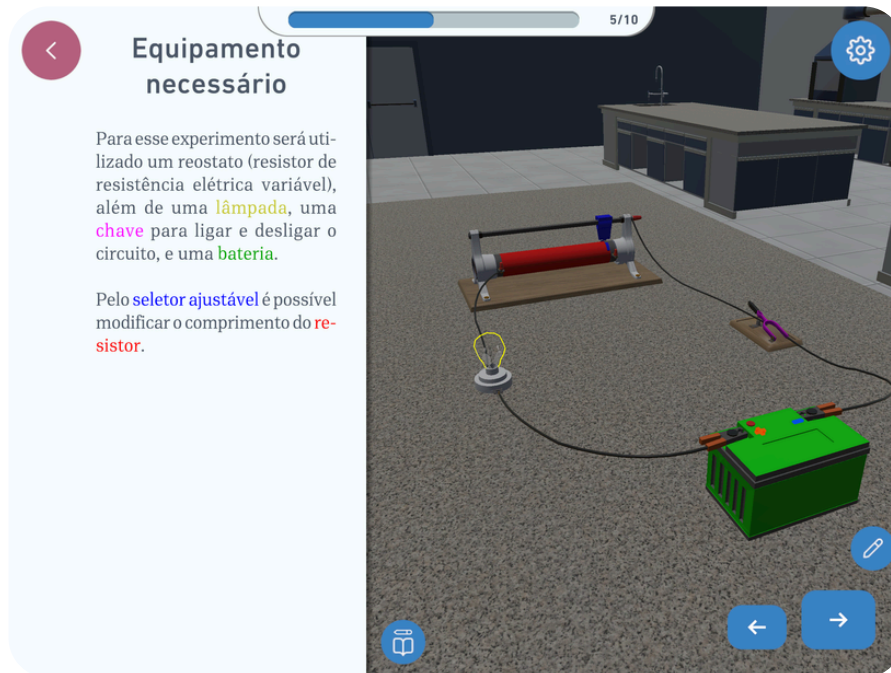 5/10
Equipamento
necessário
Para esse experimento será uti-
lizado um reostato (resistor de
resistência elétrica variável),
além de uma lâmpada, uma
chave para ligar e desligar o
circuito, e uma bateria.
Pelo seletor ajustável é possível
modificar o comprimento do re-
sistor.